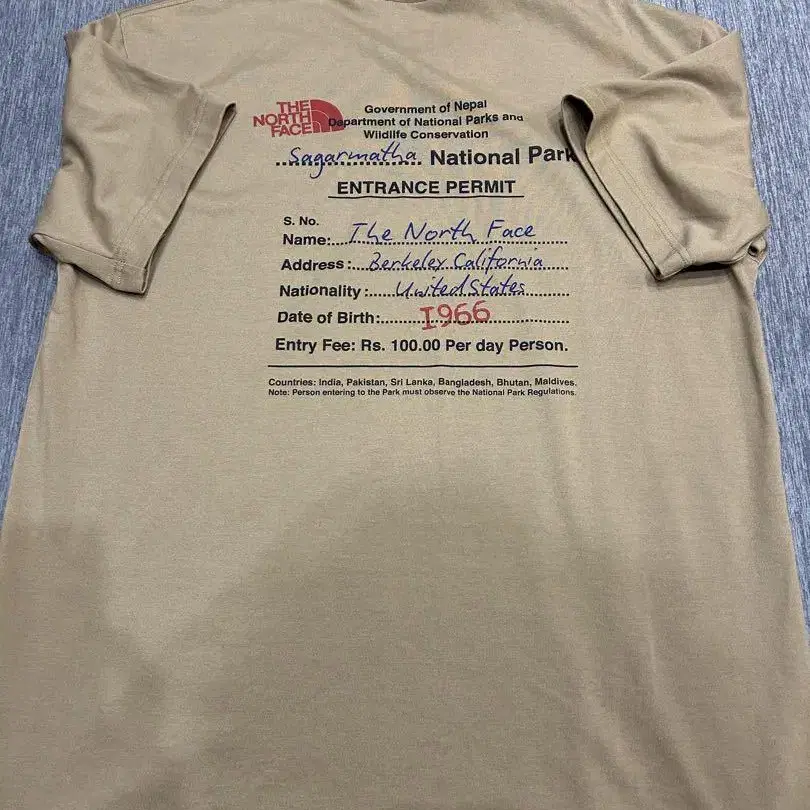 THE
NORTH
FACE
Government of Nepal
Department of National Parks and
Wildlife Conservation
Sagarmatha National Park
ENTRANCE PERMIT
S. No.
Name: The North Face
Address: Berkeley California
Nationality: United States
Date of Birth: 1966
Entry Fee: Rs. 100.00 Per day Person.
Countries: India, Pakistan, Sri Lanka, Bangladesh, Bhutan, Maldives.
Note: Person entering to the Park must observe the National Park Regulations.